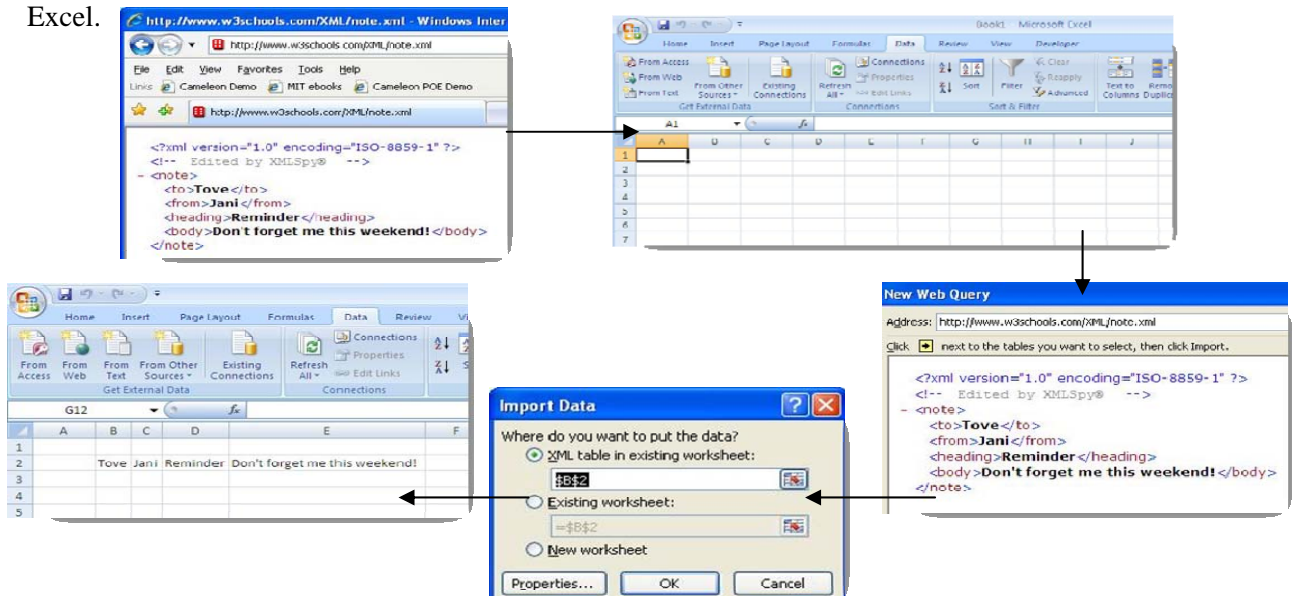 Excel.
http://www.w3schools.com/XML/note.xml - Windows Inter
http://www.w3schools.com/XML/note.xml
File Edit View Favorites Tools Help
Links Cameleon Demo MIT ebooks Cameleon POE Demo
http://www.w3schools.com/XML/note.xml
<?xml version="1.0" encoding="ISO-8859-1" ?>
<!-- Edited by XMLSpy® -->
- <note>
<to>Tove</to>
<from>Jani</from>
<heading>Reminder</heading>
<body>Don't forget me this weekend!</body>
</note>
Book1 Microsoft Excel
Home Insert Page Layout Formulas Data Review View Developer
From Access
From Web
From Text
From Other
Sources
Existing
Connections
Refresh
All
Connections
Properties
Edit Links
Sort
Filter
Clear
Reapply
Advanced
Text to
Columns
Get External Data Connections Sort & Filter
A1 fx
A B C D E F G H I J
1
2
3
4
5
6
7
New Web Query
Address: http://www.w3schools.com/XML/note.xml
Click next to the tables you want to select, then click Import.
<?xml version="1.0" encoding="ISO-8859-1" ?>
<!-- Edited by XMLSpy® -->
- <note>
<to>Tove</to>
<from>Jani</from>
<heading>Reminder</heading>
<body>Don't forget me this weekend!</body>
</note>
Import Data
Where do you want to put the data?
XML table in existing worksheet:
$B$2
Existing worksheet:
=$B$2
New worksheet
Properties... OK Cancel
Home Insert Page Layout Formulas Data Review
From
Access
From
Web
From
Text
From Other
Sources
Existing
Connections
Refresh
All
Connections
Properties
Edit Links
Get External Data Connections
G12 fx
A B C D E F
1
2 Tove Jani Reminder Don't forget me this weekend!
3
4
5